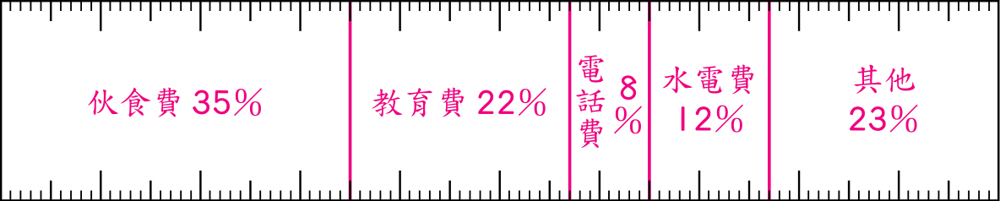 伙食費 35%
教育費 22%
電話費 8%
水電費
12%
其他
23%